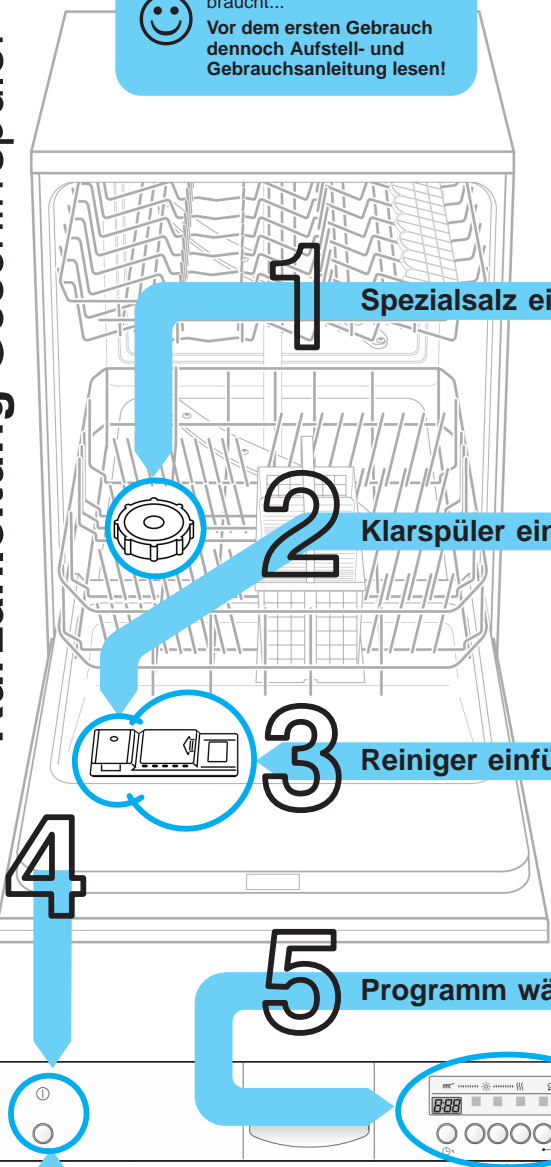 braucht...
Vor dem ersten Gebrauch
dennoch Aufstell- und
Gebrauchsanleitung lesen!
1
Spezialsalz ei
2
Klarspüler ein
3
Reiniger einfü
4
5
Programm wä
8:88